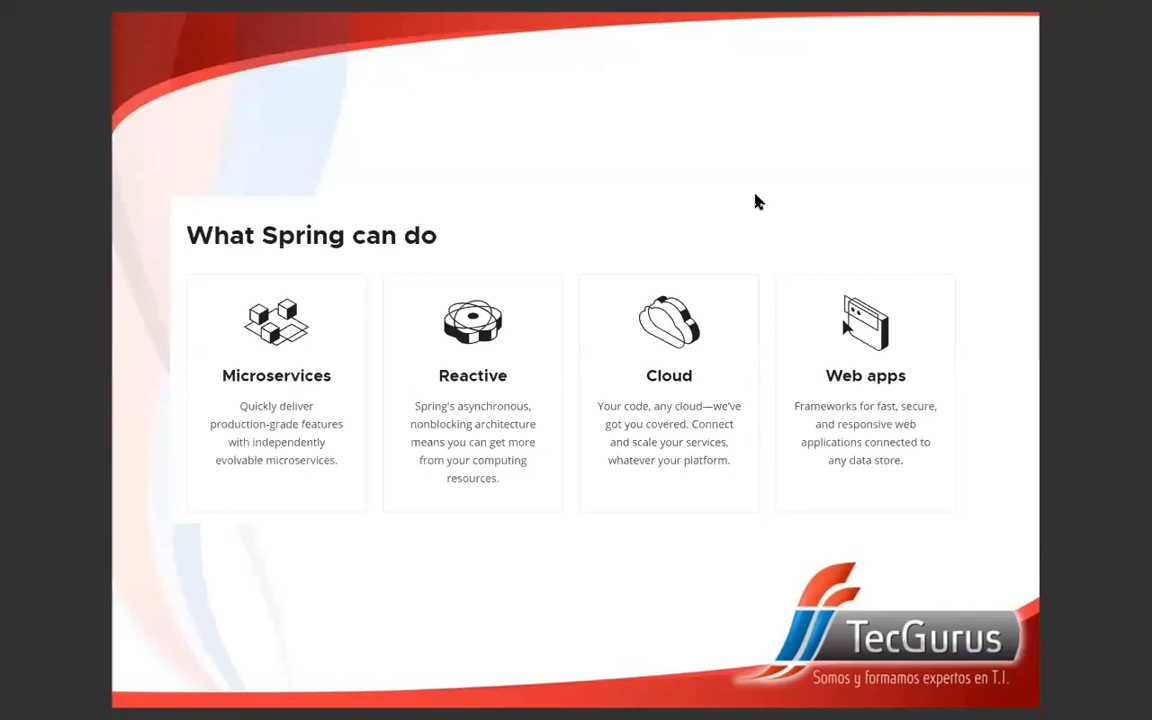 What Spring can do
Microservices
Quickly deliver
production-grade features
with independently
evolvable microservices.
Reactive
Spring's asynchronous,
nonblocking architecture
means you can get more
from your computing
resources.
Cloud
Your code, any cloud—we've
got you covered. Connect
and scale your services,
whatever your platform.
Web apps
Frameworks for fast, secure,
and responsive web
applications connected to
any data store.
TecGurus
Somos y formamos expertos en T.I.